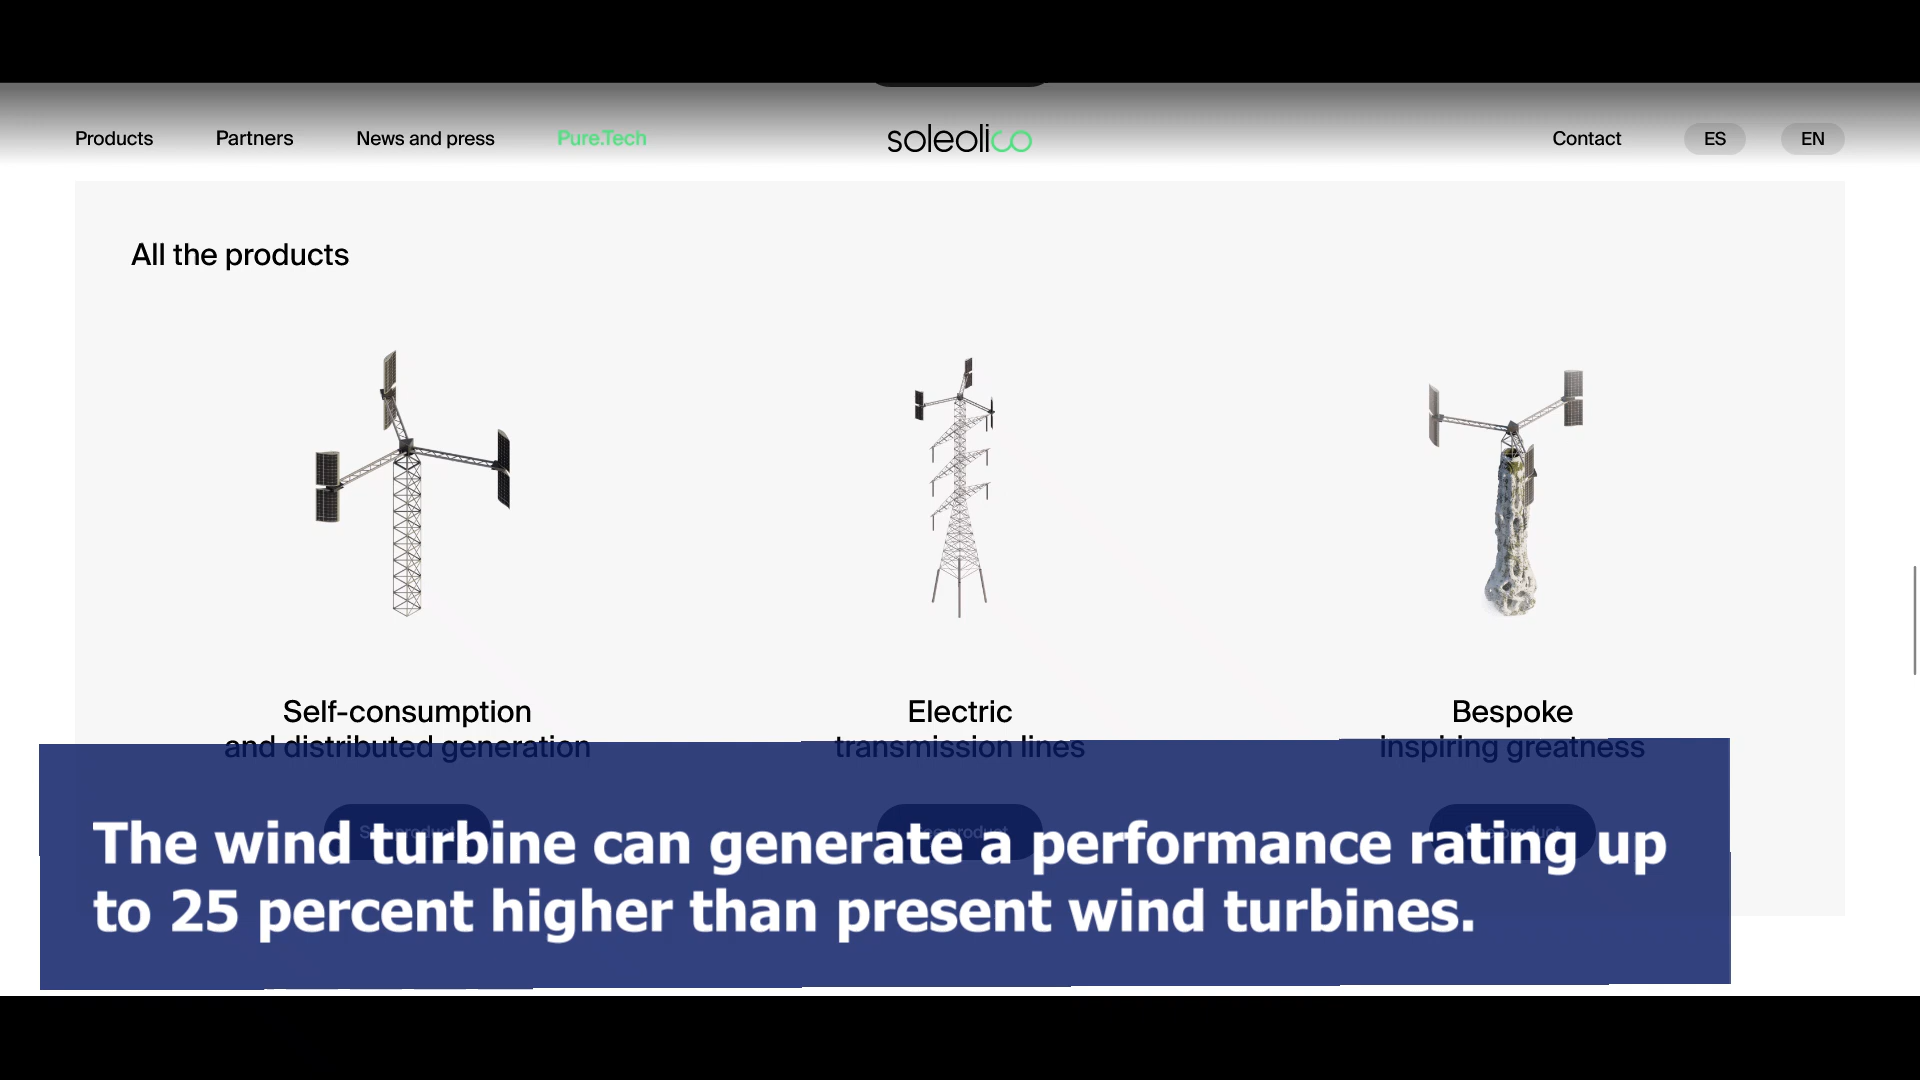 Products
Partners
News and press
Pure.Tech
soleolico
Contact
ES
EN
All the products
Self-consumption
and distributed generation
Electric
transmission lines
Bespoke
inspiring greatness
The wind turbine can generate a performance rating up
to 25 percent higher than present wind turbines.